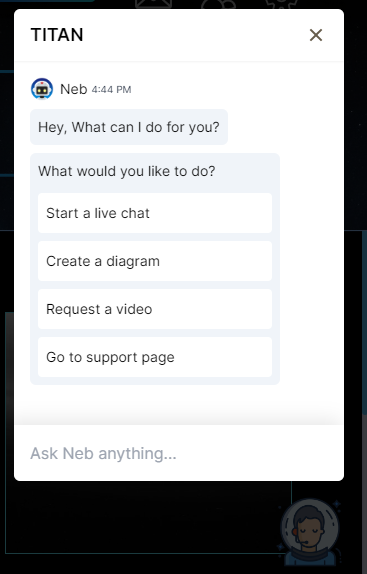 TITAN
Neb 4:44 PM
Hey, What can I do for you?
What would you like to do?
Start a live chat
Create a diagram
Request a video
Go to support page
Ask Neb anything...